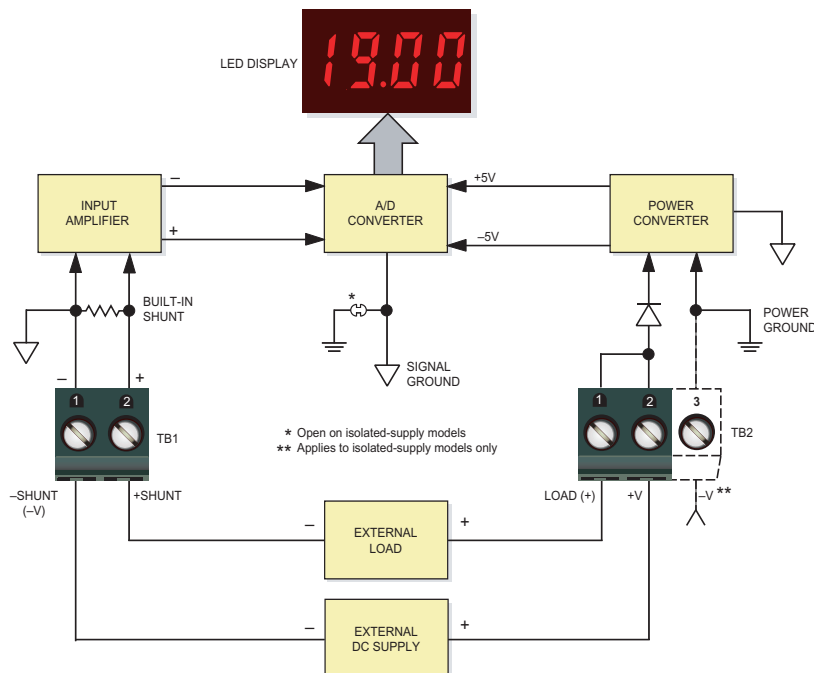 LED DISPLAY
19.00
–
+5V
INPUT
AMPLIFIER
A/D
CONVERTER
POWER
CONVERTER
+
–5V
*
BUILT-IN
SHUNT
POWER
GROUND
SIGNAL
GROUND
–
+
1
2
TB1
1
2
3
TB2
* Open on isolated-supply models
** Applies to isolated-supply models only
–SHUNT
(–V)
+SHUNT
LOAD (+)
+V
–V **
–
EXTERNAL
LOAD
+
–
EXTERNAL
DC SUPPLY
+